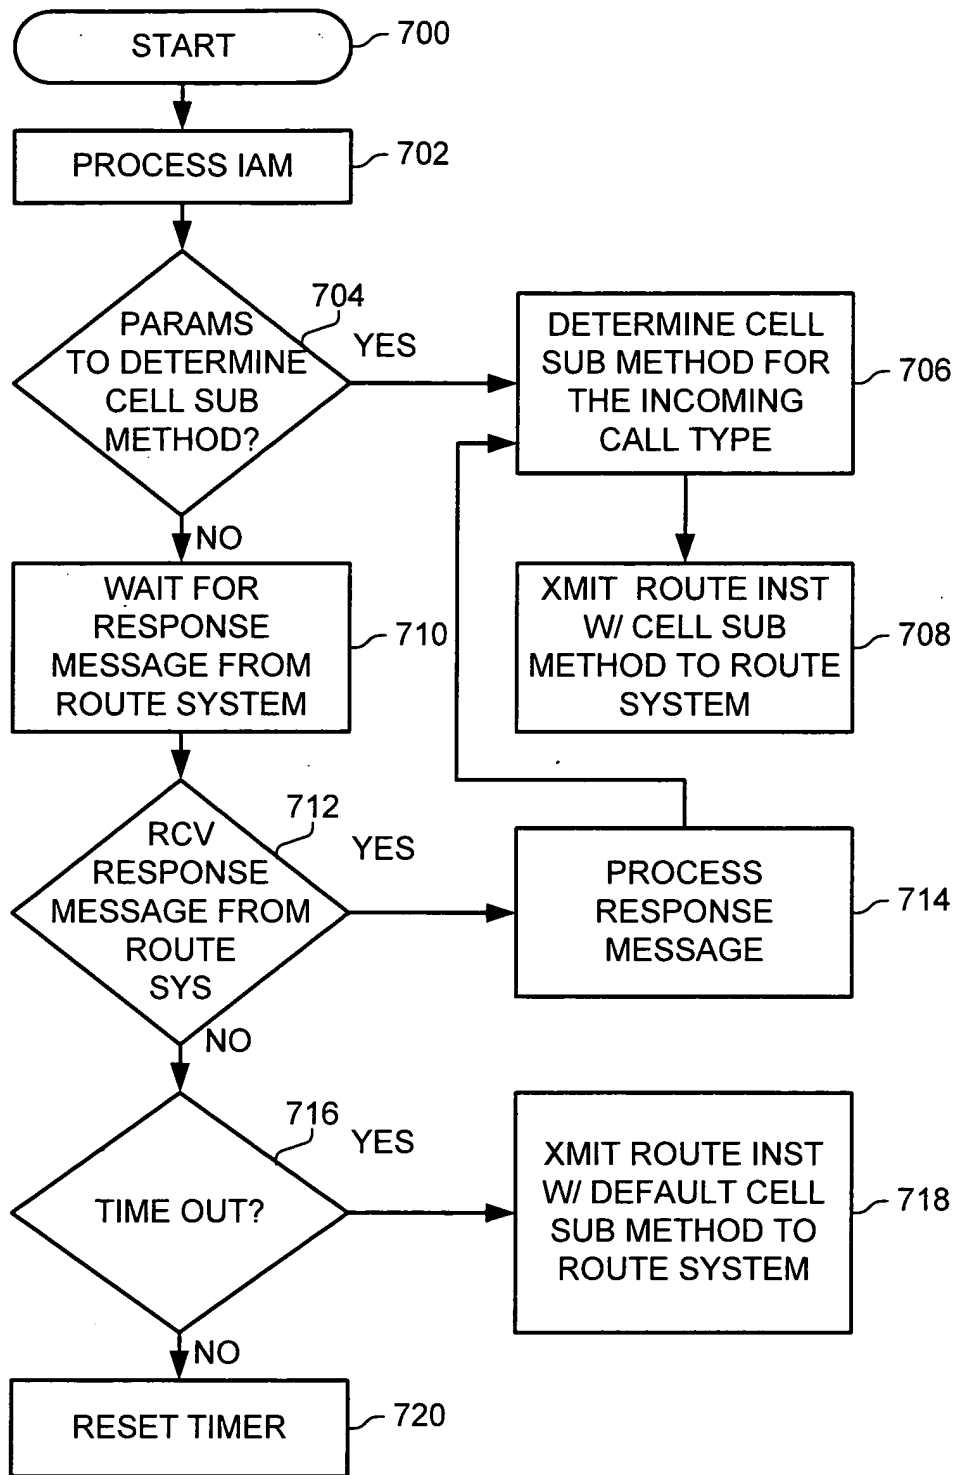 START
700
PROCESS IAM
702
PARAMS
TO DETERMINE
CELL SUB
METHOD?
704
YES
DETERMINE CELL
SUB METHOD FOR
THE INCOMING
CALL TYPE
706
NO
WAIT FOR
RESPONSE
MESSAGE FROM
ROUTE SYSTEM
710
XMIT ROUTE INST
W/ CELL SUB
METHOD TO ROUTE
SYSTEM
708
RCV
RESPONSE
MESSAGE FROM
ROUTE
SYS
712
YES
PROCESS
RESPONSE
MESSAGE
714
NO
TIME OUT?
716
YES
XMIT ROUTE INST
W/ DEFAULT CELL
SUB METHOD TO
ROUTE SYSTEM
718
NO
RESET TIMER
720